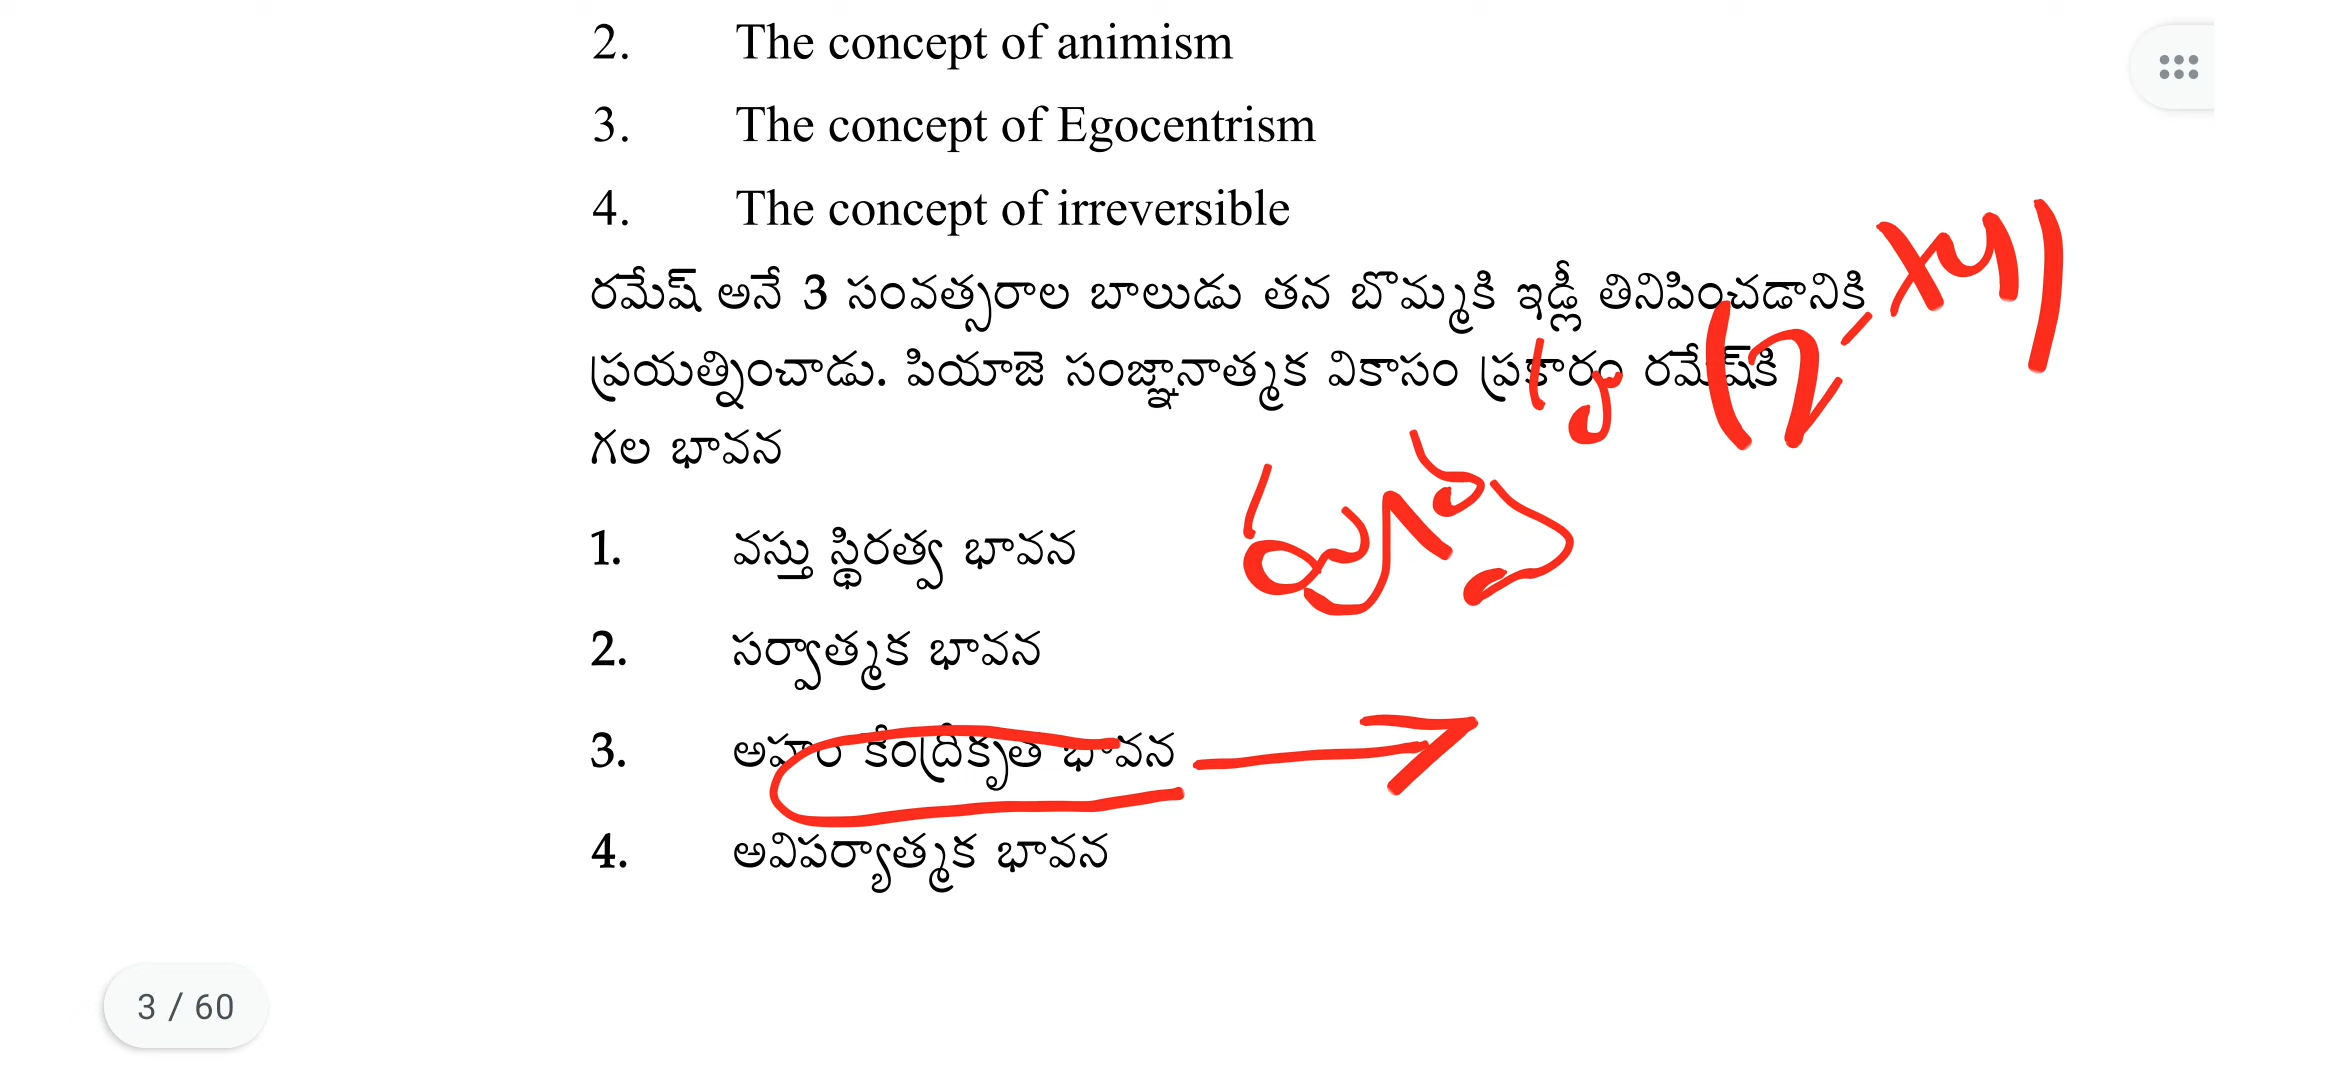 2. The concept of animism
3. The concept of Egocentrism
4. The concept of irreversible
రమేష్ అనే 3 సంవత్సరాల బాలుడు తన బొమ్మకి ఇడ్లీ తినిపించడానికి
ప్రయత్నించాడు. పియాజె సంజ్ఞానాత్మక వికాసం ప్రకారం రమేష్‌కి
గల భావన
1. వస్తు స్థిరత్వ భావన
2. సర్వాత్మక భావన
3. అహం కేంద్రీకృత భావన
4. అవిపర్యాత్మక భావన
3 / 60